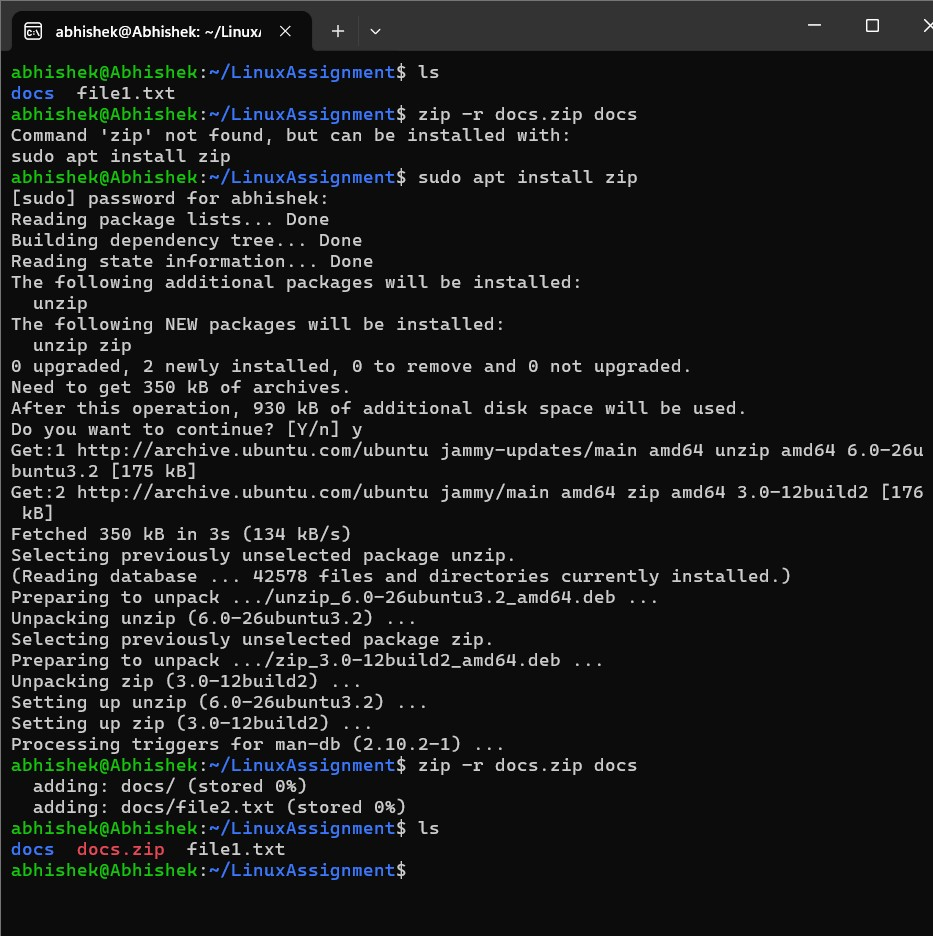 abhishek@Abhishek: ~/Linux/
abhishek@Abhishek:~/LinuxAssignment$ ls
docs  file1.txt
abhishek@Abhishek:~/LinuxAssignment$ zip -r docs.zip docs
Command 'zip' not found, but can be installed with:
sudo apt install zip
abhishek@Abhishek:~/LinuxAssignment$ sudo apt install zip
[sudo] password for abhishek:
Reading package lists... Done
Building dependency tree... Done
Reading state information... Done
The following additional packages will be installed:
  unzip
The following NEW packages will be installed:
  unzip zip
0 upgraded, 2 newly installed, 0 to remove and 0 not upgraded.
Need to get 350 kB of archives.
After this operation, 930 kB of additional disk space will be used.
Do you want to continue? [Y/n] y
Get:1 http://archive.ubuntu.com/ubuntu jammy-updates/main amd64 unzip amd64 6.0-26u
buntu3.2 [175 kB]
Get:2 http://archive.ubuntu.com/ubuntu jammy/main amd64 zip amd64 3.0-12build2 [176
 kB]
Fetched 350 kB in 3s (134 kB/s)
Selecting previously unselected package unzip.
(Reading database ... 42578 files and directories currently installed.)
Preparing to unpack .../unzip_6.0-26ubuntu3.2_amd64.deb ...
Unpacking unzip (6.0-26ubuntu3.2) ...
Selecting previously unselected package zip.
Preparing to unpack .../zip_3.0-12build2_amd64.deb ...
Unpacking zip (3.0-12build2) ...
Setting up unzip (6.0-26ubuntu3.2) ...
Setting up zip (3.0-12build2) ...
Processing triggers for man-db (2.10.2-1) ...
abhishek@Abhishek:~/LinuxAssignment$ zip -r docs.zip docs
  adding: docs/ (stored 0%)
  adding: docs/file2.txt (stored 0%)
abhishek@Abhishek:~/LinuxAssignment$ ls
docs  docs.zip  file1.txt
abhishek@Abhishek:~/LinuxAssignment$